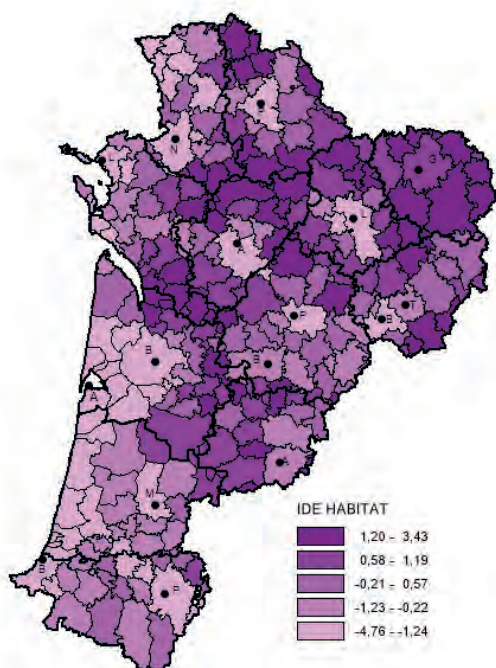 N
G
L
P
T
B
B
B
A
A
M
B
P
IDE HABITAT
1,20 - 3,43
0,58 - 1,19
-0,21 - 0,57
-1,23 - -0,22
-4,76 - -1,24